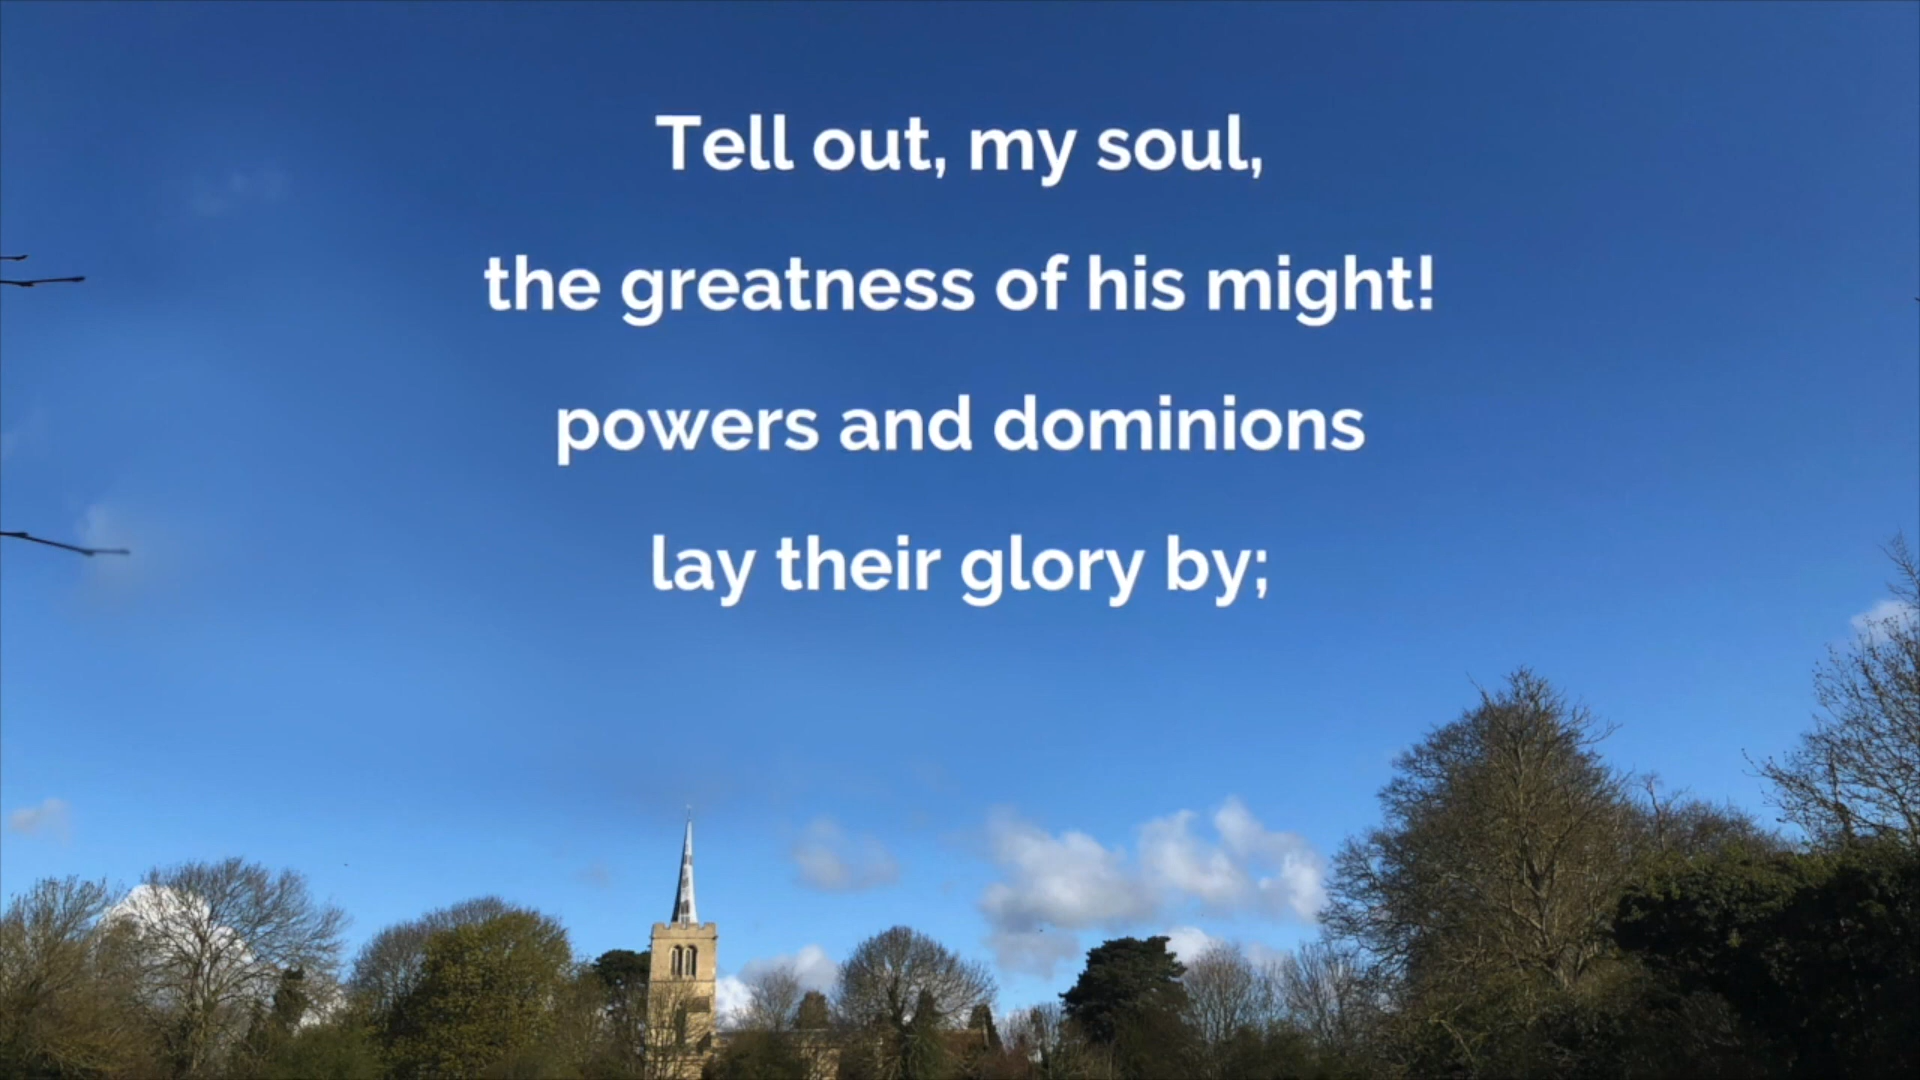 Tell out, my soul,
the greatness of his might!
powers and dominions
lay their glory by;